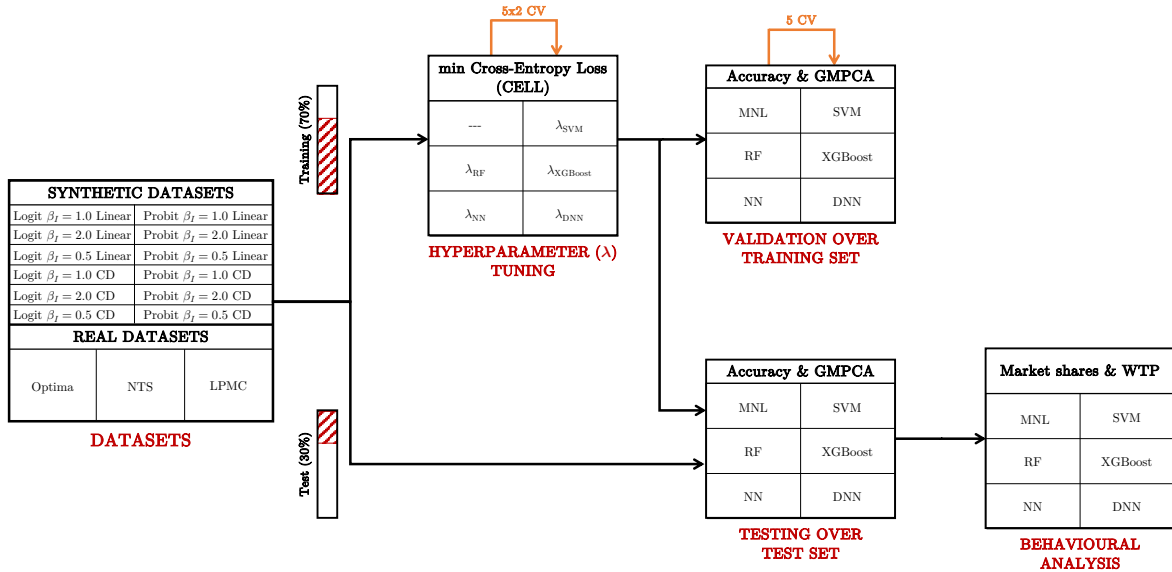 SYNTHETIC DATASETS
Logit β_I = 1.0 Linear Probit β_I = 1.0 Linear
Logit β_I = 2.0 Linear Probit β_I = 2.0 Linear
Logit β_I = 0.5 Linear Probit β_I = 0.5 Linear
Logit β_I = 1.0 CD Probit β_I = 1.0 CD
Logit β_I = 2.0 CD Probit β_I = 2.0 CD
Logit β_I = 0.5 CD Probit β_I = 0.5 CD
REAL DATASETS
Optima NTS LPMC
DATASETS
Training (70%)
Test (30%)
5x2 CV
min Cross-Entropy Loss
(CELL)
--- λ_SVM
λ_RF λ_XGBoost
λ_NN λ_DNN
HYPERPARAMETER (λ)
TUNING
5 CV
Accuracy & GMPCA
MNL SVM
RF XGBoost
NN DNN
VALIDATION OVER
TRAINING SET
Accuracy & GMPCA
MNL SVM
RF XGBoost
NN DNN
TESTING OVER
TEST SET
Market shares & WTP
MNL SVM
RF XGBoost
NN DNN
BEHAVIOURAL
ANALYSIS